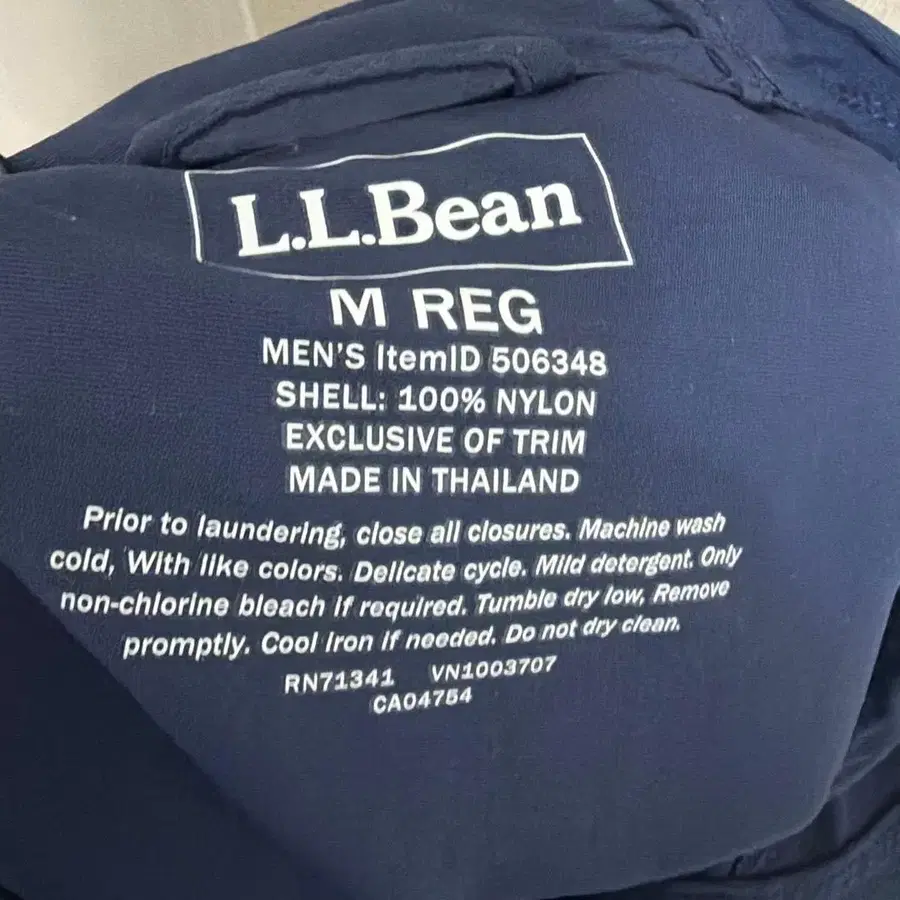 L.L.Bean
M REG
MEN'S ItemID 506348
SHELL: 100% NYLON
EXCLUSIVE OF TRIM
MADE IN THAILAND
Prior to laundering, close all closures. Machine wash
cold, With like colors. Delicate cycle. Mild detergent. Only
non-chlorine bleach if required. Tumble dry low, Remove
promptly. Cool iron if needed. Do not dry clean.
RN71341 VN1003707
CA04754